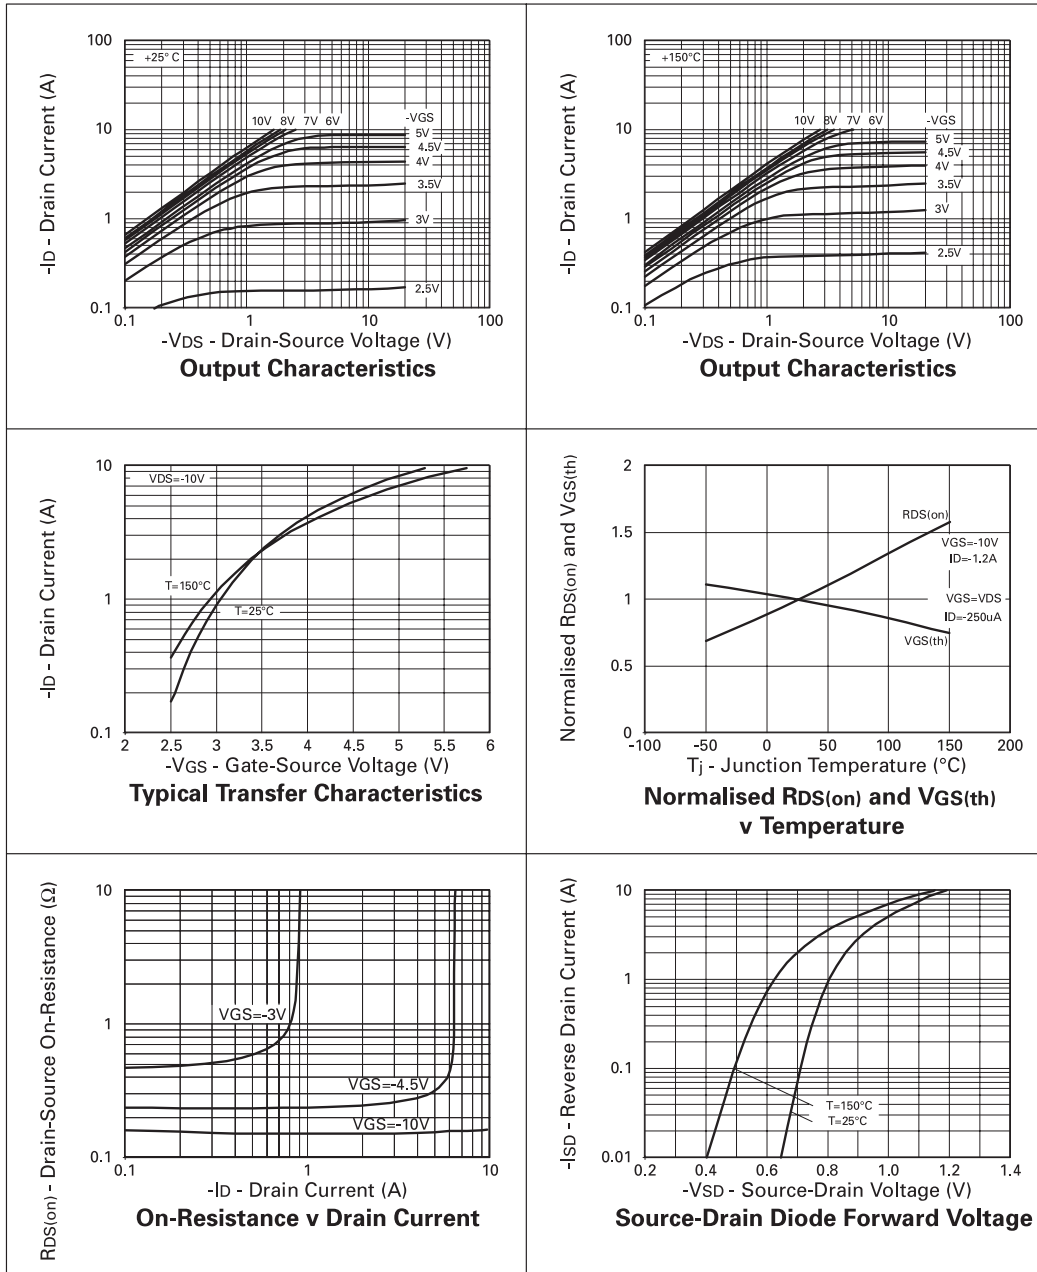 -ID - Drain Current (A)
100
10
1
0.1
+25° C
10V 8V 7V 6V
-VGS
5V
4.5V
4V
3.5V
3V
2.5V
0.1 1 10 100
-VDS - Drain-Source Voltage (V)
Output Characteristics
-ID - Drain Current (A)
100
10
1
0.1
+150°C
10V 8V 7V 6V
-VGS
5V
4.5V
4V
3.5V
3V
2.5V
0.1 1 10 100
-VDS - Drain-Source Voltage (V)
Output Characteristics
-ID - Drain Current (A)
10
1
0.1
VDS=-10V
T=150°C
T=25°C
2 2.5 3 3.5 4 4.5 5 5.5 6
-VGS - Gate-Source Voltage (V)
Typical Transfer Characteristics
Normalised RDS(on) and VGS(th)
2
1.5
1
0.5
0
RDS(on)
VGS=-10V
ID=-1.2A
VGS=VDS
ID=-250uA
VGS(th)
-100 -50 0 50 100 150 200
Tj - Junction Temperature (°C)
Normalised RDS(on) and VGS(th)
v Temperature
RDS(on) - Drain-Source On-Resistance (Ω)
10
1
0.1
VGS=-3V
VGS=-4.5V
VGS=-10V
0.1 1 10
-ID - Drain Current (A)
On-Resistance v Drain Current
-ISD - Reverse Drain Current (A)
10
1
0.1
0.01
T=150°C
T=25°C
0.2 0.4 0.6 0.8 1.0 1.2 1.4
-VSD - Source-Drain Voltage (V)
Source-Drain Diode Forward Voltage